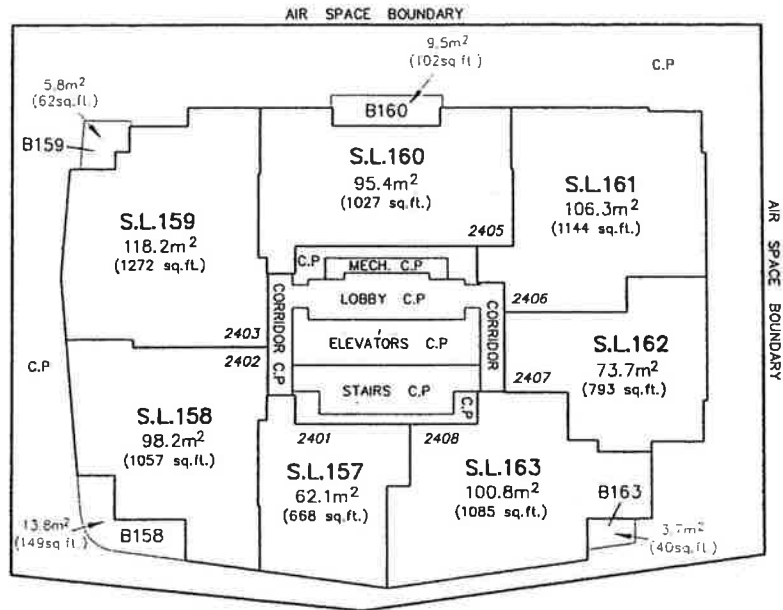 AIR SPACE BOUNDARY
9.5m²
(102sq.ft.)
C.P
5.8m²
(62sq.ft.)
B159
B160
S.L.160
95.4m²
(1027 sq.ft.)
2405
S.L.161
106.3m²
(1144 sq.ft.)
2406
S.L.159
118.2m²
(1272 sq.ft.)
2403
AIR SPACE BOUNDARY
C.P
MECH. C.P
LOBBY C.P
CORRIDOR C.P
CORRIDOR
ELEVATORS C.P
STAIRS C.P
C.P
C.P
2402
S.L.158
98.2m²
(1057 sq.ft.)
2407
S.L.162
73.7m²
(793 sq.ft.)
2401
2408
S.L.157
62.1m²
(668 sq.ft.)
S.L.163
100.8m²
(1085 sq.ft.)
B163
3.7m²
(40sq.ft.)
13.8m²
(149sq.ft.)
B158